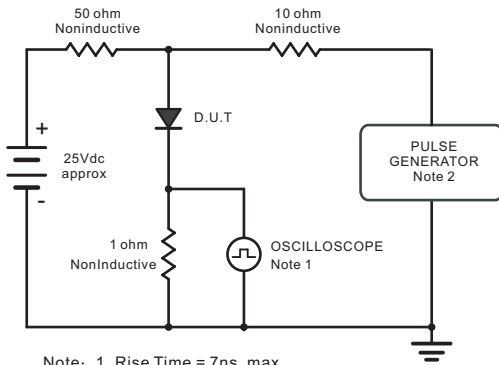 50 ohm
Noninductive
10 ohm
Noninductive
D.U.T
+
25Vdc
approx
-
PULSE
GENERATOR
Note 2
1 ohm
NonInductive
OSCILLOSCOPE
Note 1
Note: 1. Rise Time = 7ns. max